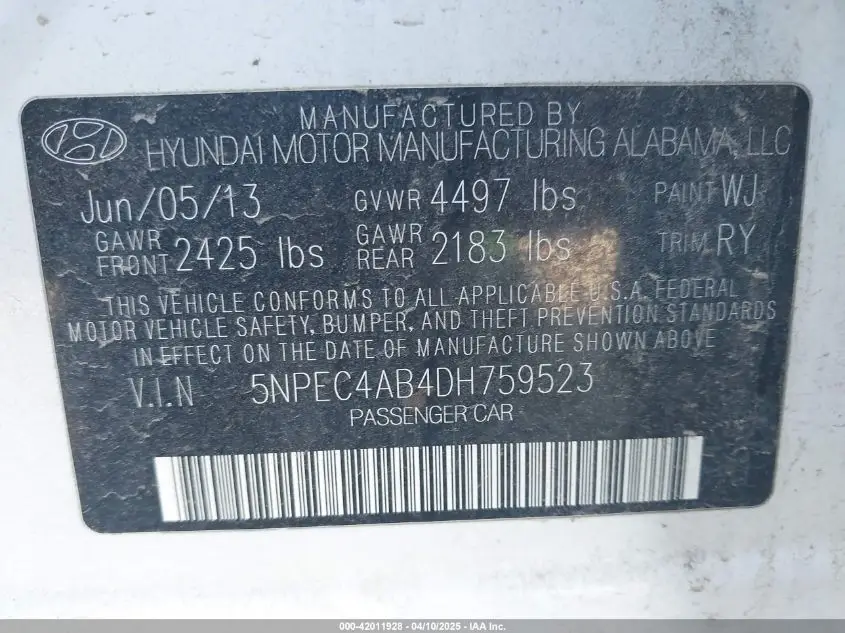 MANUFACTURED BY
HYUNDAI MOTOR MANUFACTURING ALABAMA, LLC
Jun/05/13 GVWR 4497 lbs PAINT WJ
GAWR FRONT 2425 lbs GAWR REAR 2183 lbs TRIM RY
THIS VEHICLE CONFORMS TO ALL APPLICABLE U.S.A. FEDERAL
MOTOR VEHICLE SAFETY, BUMPER, AND THEFT PREVENTION STANDARDS
IN EFFECT ON THE DATE OF MANUFACTURE SHOWN ABOVE
V.I.N 5NPEC4AB4DH759523
PASSENGER CAR
000-42011928 - 04/10/2025 - IAA Inc.